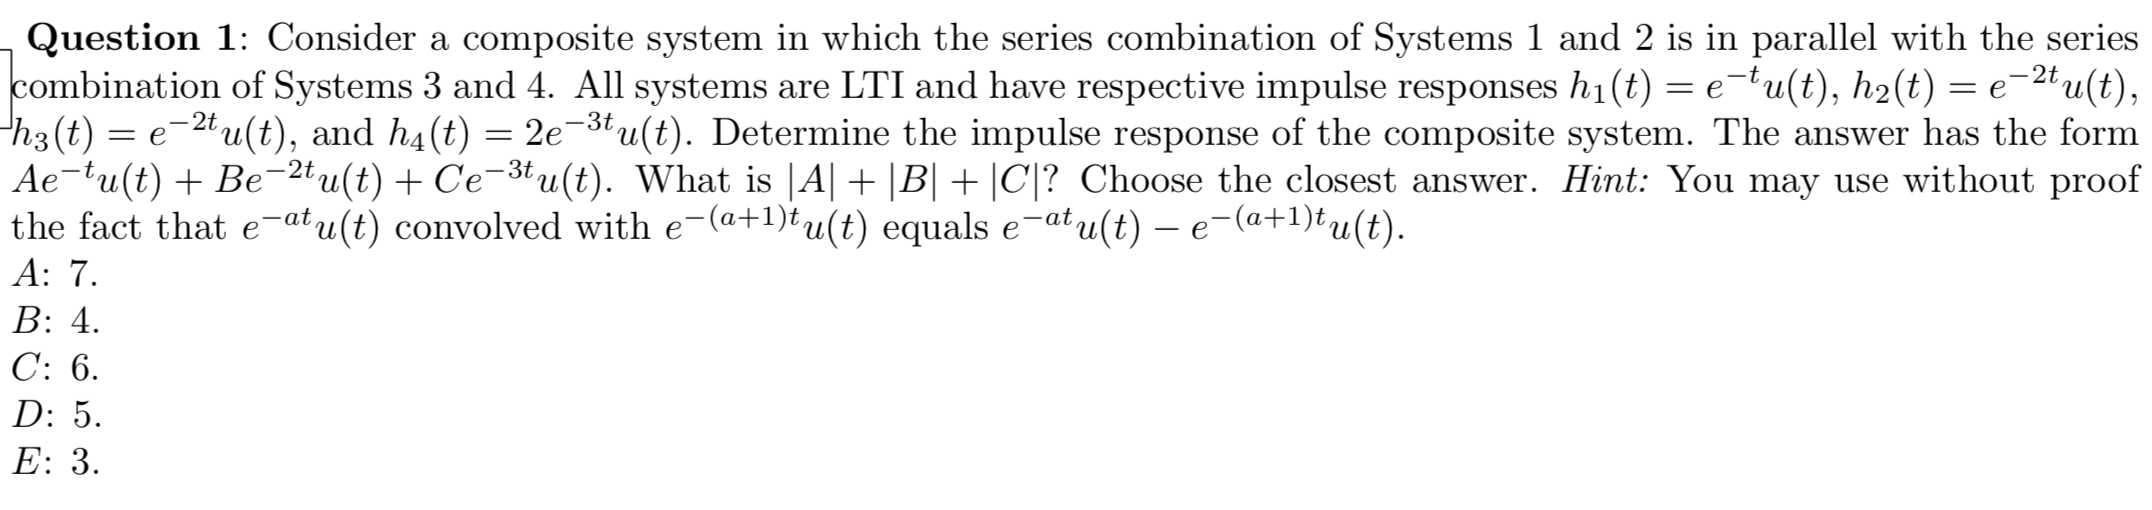 Question 1: Consider a composite system in which the series combination of Systems 1 and 2 is in parallel with the series
combination of Systems 3 and 4. All systems are LTI and have respective impulse responses h₁(t) = e^{−t}u(t), h₂(t) = e^{−2t}u(t),
h₃(t) = e^{−2t}u(t), and h₄(t) = 2e^{−3t}u(t). Determine the impulse response of the composite system. The answer has the form
Ae^{−t}u(t) + Be^{−2t}u(t) + Ce^{−3t}u(t). What is |A| + |B| + |C|? Choose the closest answer. Hint: You may use without proof
the fact that e^{−at}u(t) convolved with e^{−(a+1)t}u(t) equals e^{−at}u(t) − e^{−(a+1)t}u(t).
A: 7.
B: 4.
C: 6.
D: 5.
E: 3.